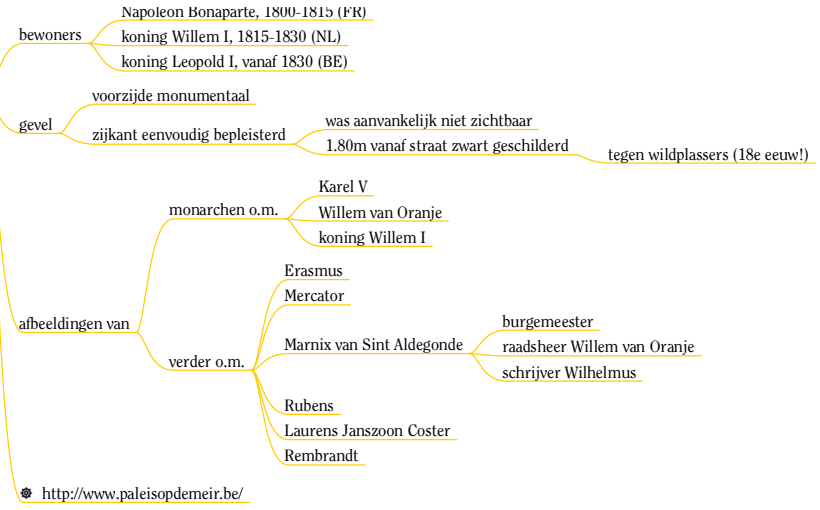 Napoleon Bonaparte, 1800-1815 (FR)
bewoners
koning Willem I, 1815-1830 (NL)
koning Leopold I, vanaf 1830 (BE)
voorzijde monumentaal
gevel
zijkant eenvoudig bepleisterd
was aanvankelijk niet zichtbaar
1.80m vanaf straat zwart geschilderd
tegen wildplassers (18e eeuw!)
afbeeldingen van
monarchen o.m.
Karel V
Willem van Oranje
koning Willem I
verder o.m.
Erasmus
Mercator
Marnix van Sint Aldegonde
burgemeester
raadsheer Willem van Oranje
schrijver Wilhelmus
Rubens
Laurens Janszoon Coster
Rembrandt
http://www.paleisopdemeir.be/